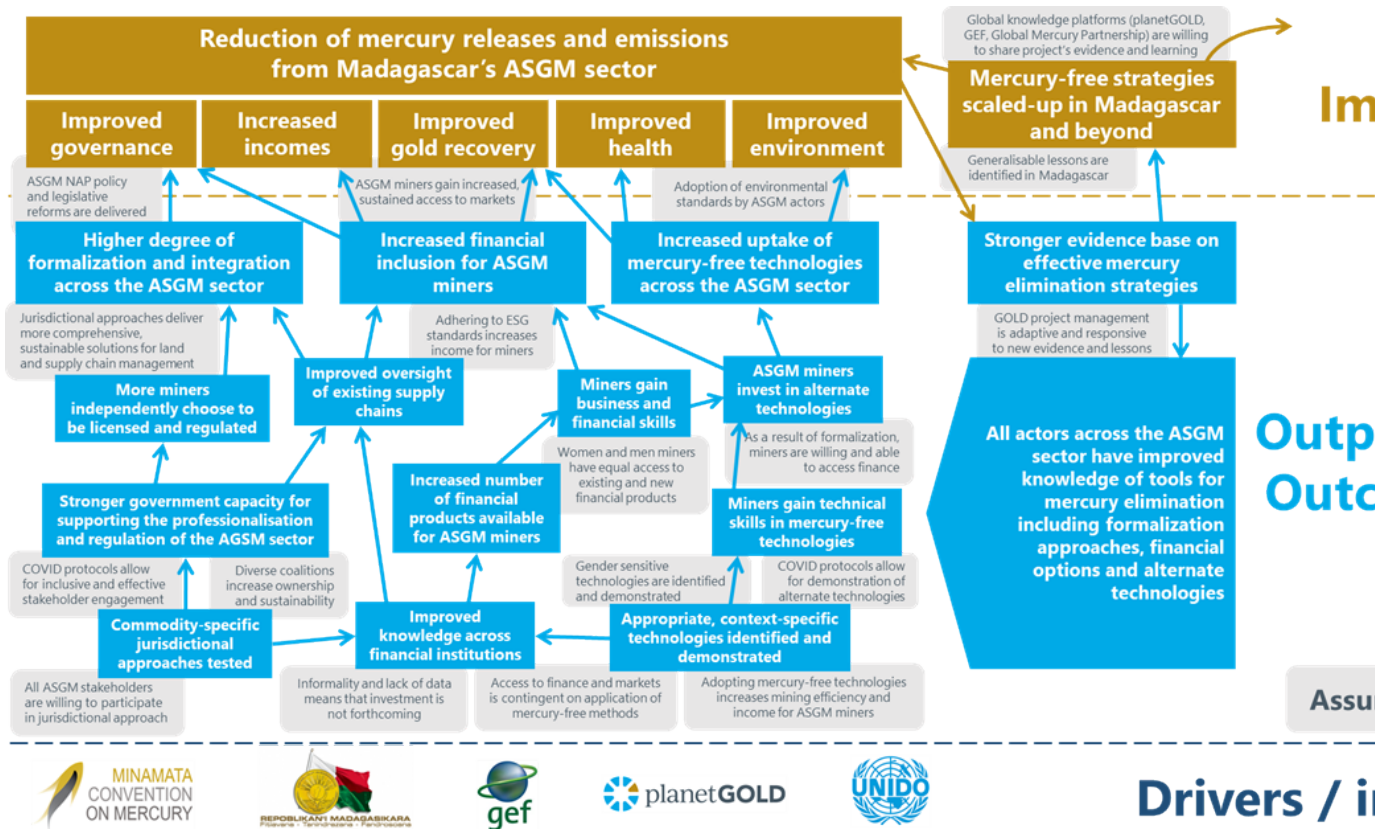 Global knowledge platforms (planetGOLD,
GEF, Global Mercury Partnership) are willing
to share project's evidence and learning
Reduction of mercury releases and emissions
from Madagascar's ASGM sector
Mercury-free strategies
scaled-up in Madagascar
and beyond
Im
Improved
governance
Increased
incomes
Improved
gold recovery
Improved
health
Improved
environment
Generalisable lessons are
identified in Madagascar
ASGM NAP policy
and legislative
reforms are delivered
ASGM miners gain increased,
sustained access to markets
Adoption of environmental
standards by ASGM actors
Higher degree of
formalization and integration
across the ASGM sector
Increased financial
inclusion for ASGM
miners
Increased uptake of
mercury-free technologies
across the ASGM sector
Stronger evidence base on
effective mercury
elimination strategies
Jurisdictional approaches deliver
more comprehensive,
sustainable solutions for land
and supply chain management
Adhering to ESG
standards increases
income for miners
GOLD project management
is adaptive and responsive
to new evidence and lessons
More miners
independently choose to
be licensed and regulated
Improved oversight
of existing supply
chains
Miners gain
business and
financial skills
ASGM miners
invest in alternate
technologies
All actors across the ASGM
sector have improved
knowledge of tools for
mercury elimination
including formalization
approaches, financial
options and alternate
technologies
Outp
Outc
Women and men miners
have equal access to
existing and new
financial products
As a result of formalization,
miners are willing and able
to access finance
Stronger government capacity for
supporting the professionalisation
and regulation of the AGSM sector
Increased number
of financial
products available
for ASGM miners
Miners gain technical
skills in mercury-free
technologies
COVID protocols allow
for inclusive and effective
stakeholder engagement
Diverse coalitions
increase ownership
and sustainability
Gender sensitive
technologies are identified
and demonstrated
COVID protocols allow
for demonstration of
alternate technologies
Commodity-specific
jurisdictional
approaches tested
Improved
knowledge across
financial institutions
Appropriate, context-specific
technologies identified and
demonstrated
All ASGM stakeholders
are willing to participate
in jurisdictional approach
Informality and lack of data
means that investment is
not forthcoming
Access to finance and markets
is contingent on application of
mercury-free methods
Adopting mercury-free technologies
increases mining efficiency and
income for ASGM miners
Assu
MINAMATA
CONVENTION
ON MERCURY
REPOBLIKAN'I MADAGASIKARA
Fitiavana - Tanindrazana - Fandrosoana
gef
planetGOLD
UNIDO
Drivers / i